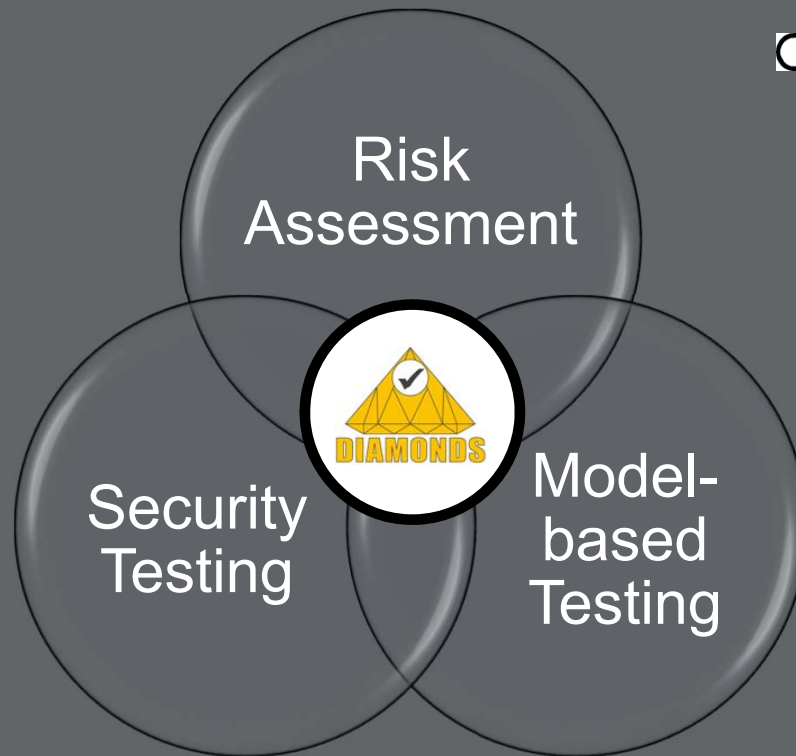 Risk
Assessment
DIAMONDS
Security
Testing
Model-
based
Testing